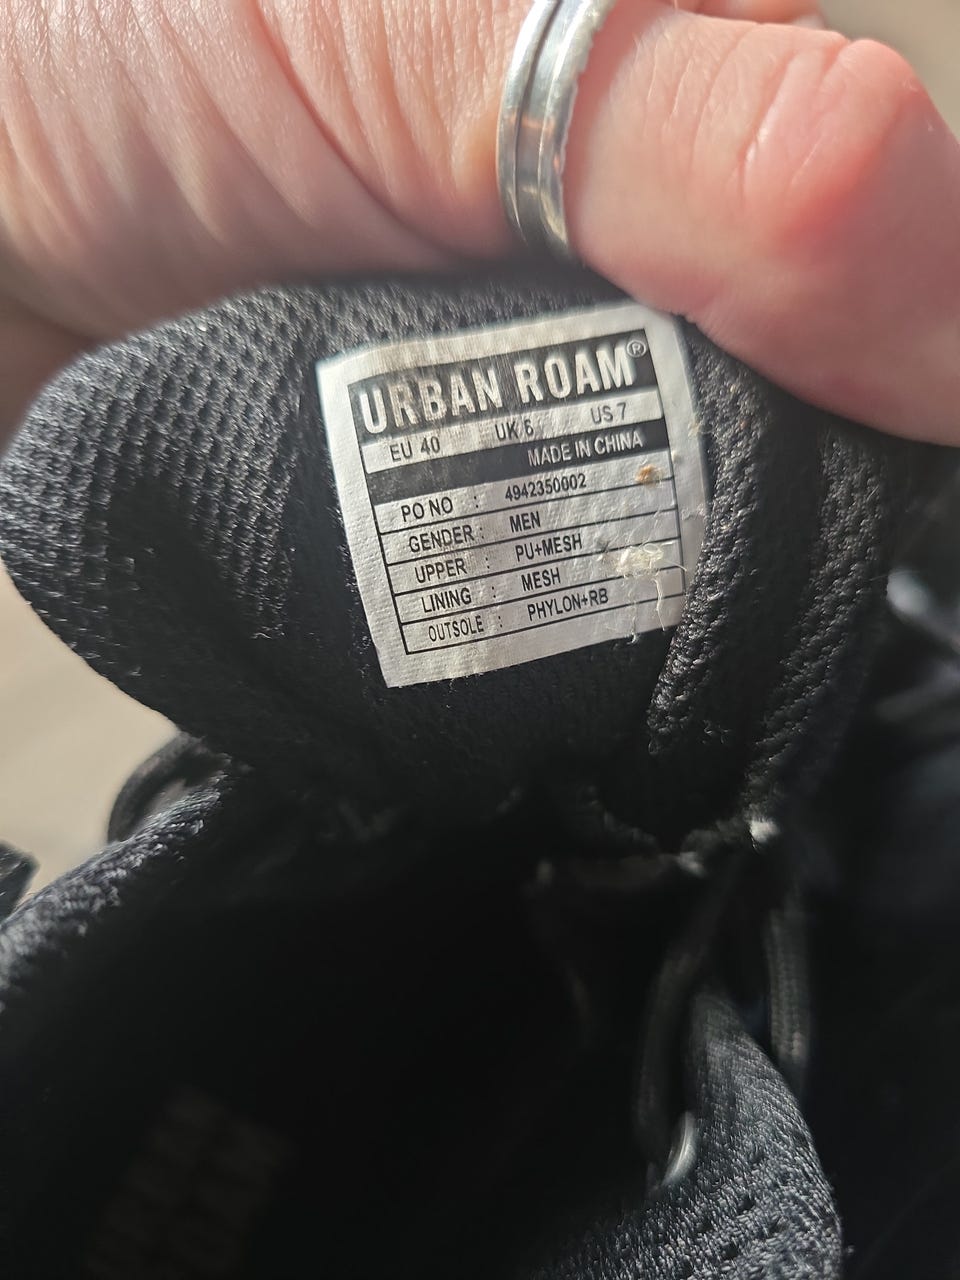 URBAN ROAM®
EU 40 UK 6 US 7
MADE IN CHINA
PO NO : 4942350002
GENDER : MEN
UPPER : PU+MESH
LINING : MESH
OUTSOLE : PHYLON+RB